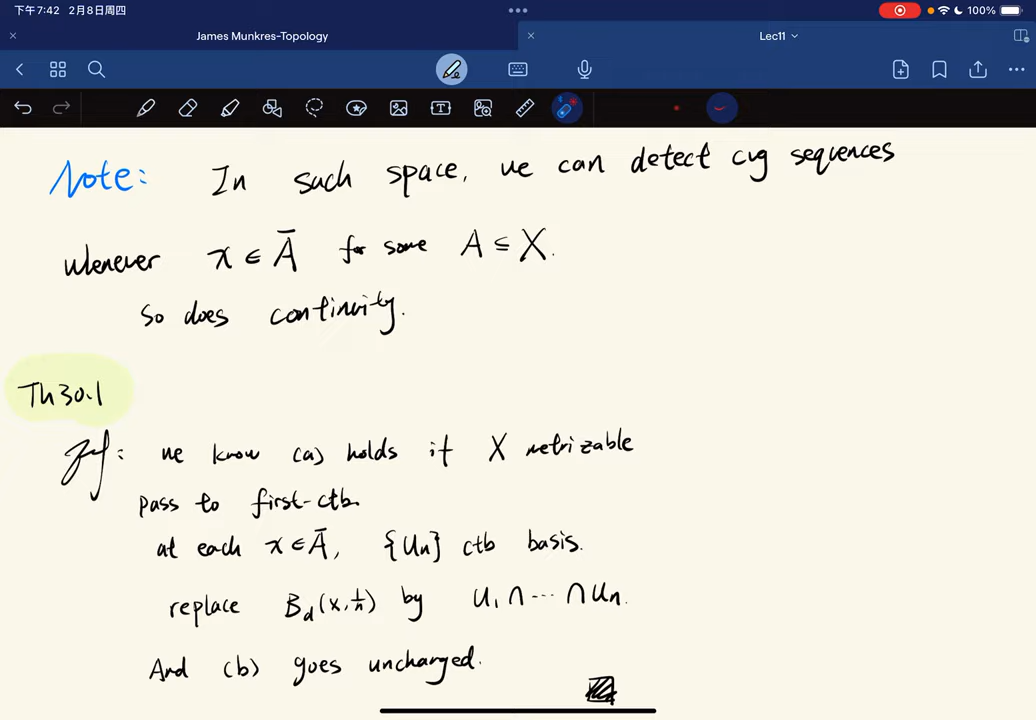 下午7:42 2月8日周四
100%
James Munkres-Topology
Lec11
Note: In such space, we can detect cvg sequences
whenever x ∈ Ā for some A ⊆ X.
So does continuity.
Th30.1
pf: we know (a) holds if X metrizable
pass to first-ctb.
at each x ∈ Ā, {Un} ctb basis.
replace B_d(x, 1/n) by U₁ ∩ ··· ∩ Un.
And (b) goes unchanged.